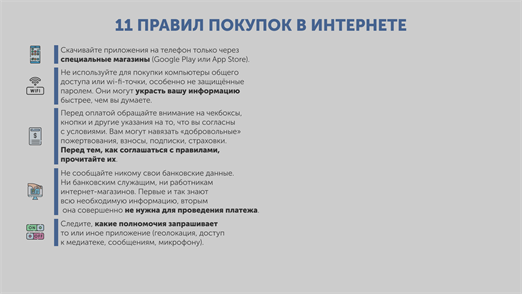 11 ПРАВИЛ ПОКУПОК В ИНТЕРНЕТЕ
Скачивайте приложения на телефон только через
специальные магазины (Google Play или App Store).
Не используйте для покупки компьютеры общего
доступа или wi-fi-точки, особенно не защищённые
паролем. Они могут украсть вашу информацию
быстрее, чем вы думаете.
WiFi
Перед оплатой обращайте внимание на чекбоксы,
кнопки и другие указания на то, что вы согласны
с условиями. Вам могут навязать «добровольные»
пожертвования, взносы, подписки, страховки.
Перед тем, как соглашаться с правилами,
прочитайте их.
Не сообщайте никому свои банковские данные.
Ни банковским служащим, ни работникам
интернет-магазинов. Первые и так знают
всю необходимую информацию, вторым
она совершенно не нужна для проведения платежа.
Следите, какие полномочия запрашивает
то или иное приложение (геолокация, доступ
к медиатеке, сообщениям, микрофону).
ON
OFF